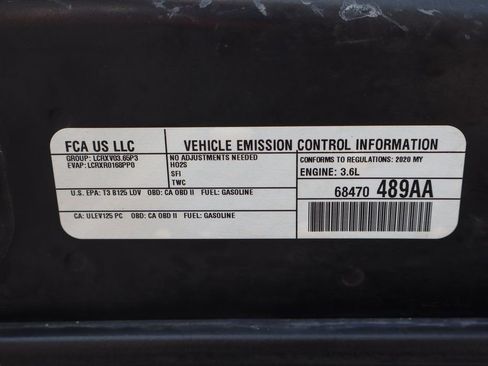 FCA US LLC
VEHICLE EMISSION CONTROL INFORMATION
GROUP: LCRXV03.65P3
EVAP: LCRXR0168PP0
NO ADJUSTMENTS NEEDED
HO2S
SFI
TWC
CONFORMS TO REGULATIONS: 2020 MY
ENGINE: 3.6L
U.S. EPA: T3 B125 LDV OBD: CA OBD II FUEL: GASOLINE
68470 489AA
CA: ULEV125 PC OBD: CA OBD II FUEL: GASOLINE